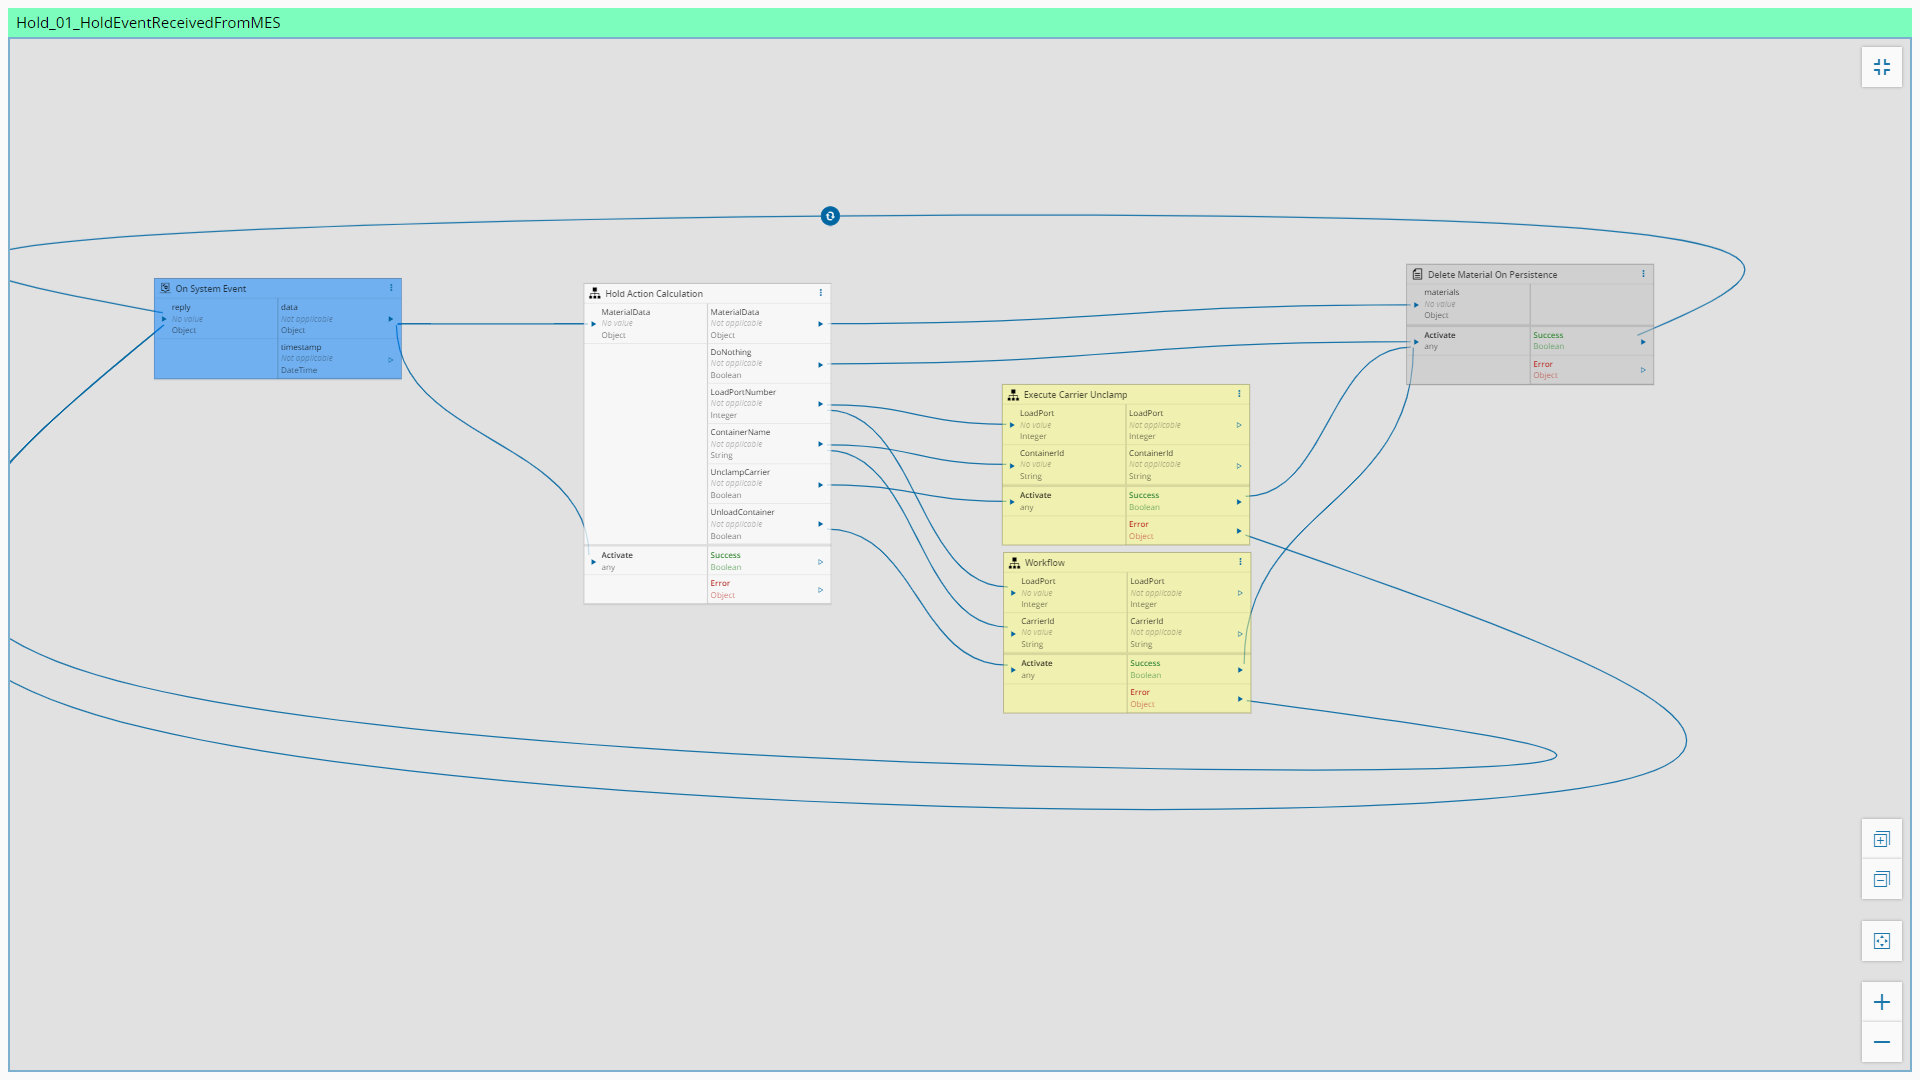 Hold_01_HoldEventReceivedFromMES
On System Event
reply
No value
Object
data
Not applicable
Object
timestamp
Not applicable
DateTime
Hold Action Calculation
MaterialData
No value
Object
MaterialData
Not applicable
Object
DoNothing
Not applicable
Boolean
LoadPortNumber
Not applicable
Integer
ContainerName
Not applicable
String
UnclampCarrier
Not applicable
Boolean
UnloadContainer
Not applicable
Boolean
Activate
any
Success
Boolean
Error
Object
Execute Carrier Unclamp
LoadPort
No value
Integer
LoadPort
Not applicable
Integer
ContainerId
No value
String
ContainerId
Not applicable
String
Activate
any
Success
Boolean
Error
Object
Workflow
LoadPort
No value
Integer
LoadPort
Not applicable
Integer
CarrierId
No value
String
CarrierId
Not applicable
String
Activate
any
Success
Boolean
Error
Object
Delete Material On Persistence
materials
No value
Object
Activate
any
Success
Boolean
Error
Object